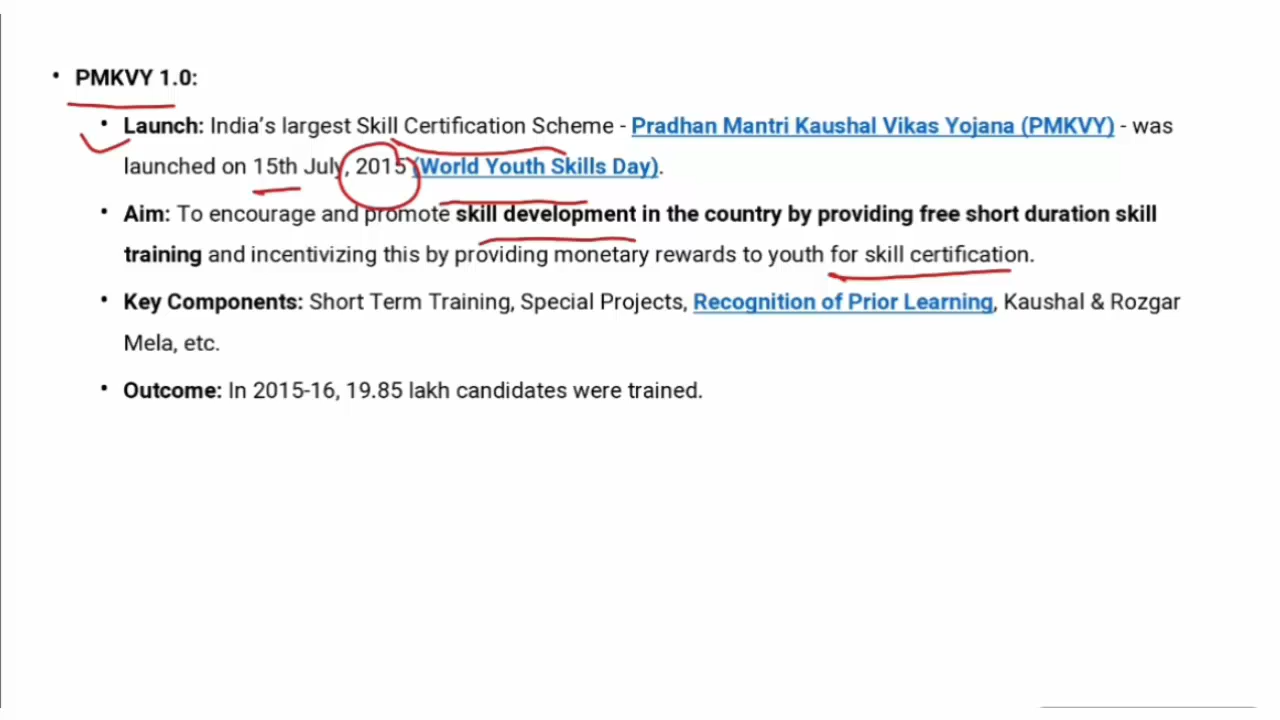 • PMKVY 1.0:
• Launch: India's largest Skill Certification Scheme - Pradhan Mantri Kaushal Vikas Yojana (PMKVY) - was
launched on 15th July, 2015 (World Youth Skills Day).
• Aim: To encourage and promote skill development in the country by providing free short duration skill
training and incentivizing this by providing monetary rewards to youth for skill certification.
• Key Components: Short Term Training, Special Projects, Recognition of Prior Learning, Kaushal & Rozgar
Mela, etc.
• Outcome: In 2015-16, 19.85 lakh candidates were trained.